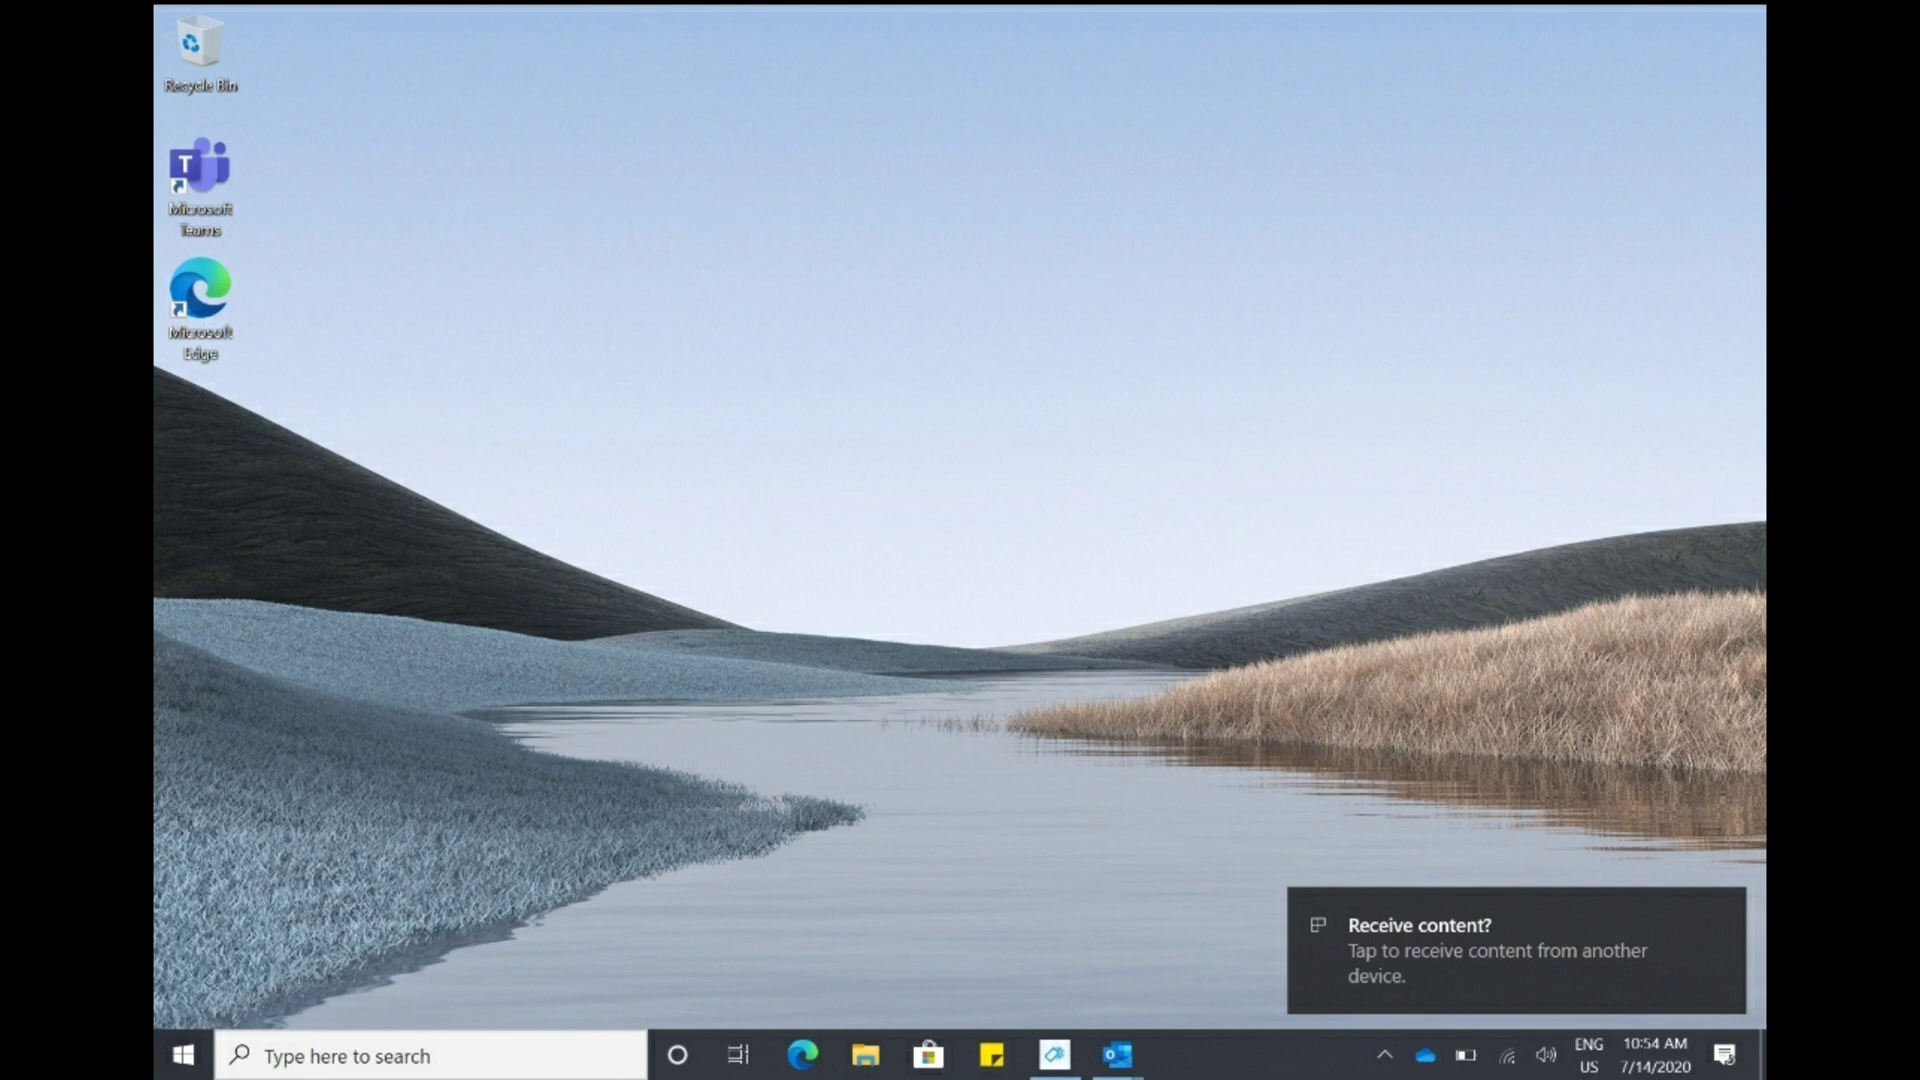 Recycle Bin
Microsoft
Teams
Microsoft
Edge
Receive content?
Tap to receive content from another
device.
Type here to search
ENG
US
10:54 AM
7/14/2020